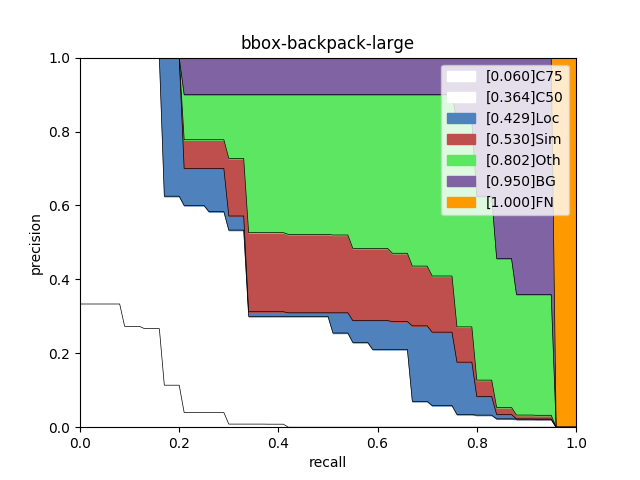 bbox-backpack-large
1.0
0.8
0.6
0.4
0.2
0.0
precision
[0.060]C75
[0.364]C50
[0.429]Loc
[0.530]Sim
[0.802]Oth
[0.950]BG
[1.000]FN
0.0 0.2 0.4 0.6 0.8 1.0
recall